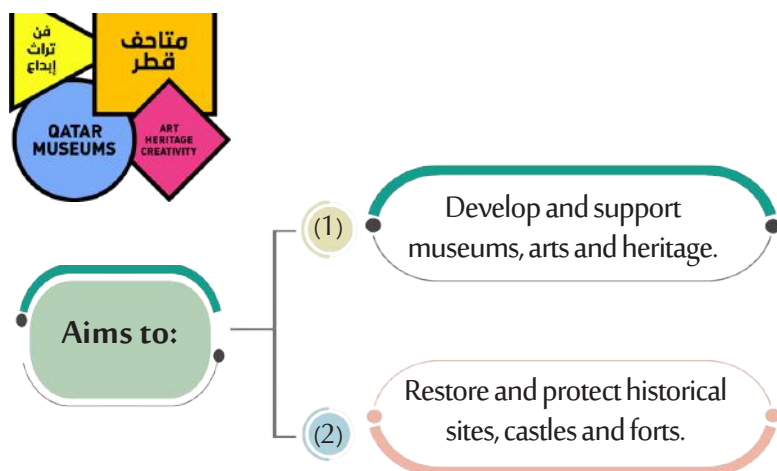 فن
تراث
إبداع
متاحف
قطر
QATAR
MUSEUMS
ART
HERITAGE
CREATIVITY
Aims to:
(1)
Develop and support
museums, arts and heritage.
(2)
Restore and protect historical
sites, castles and forts.